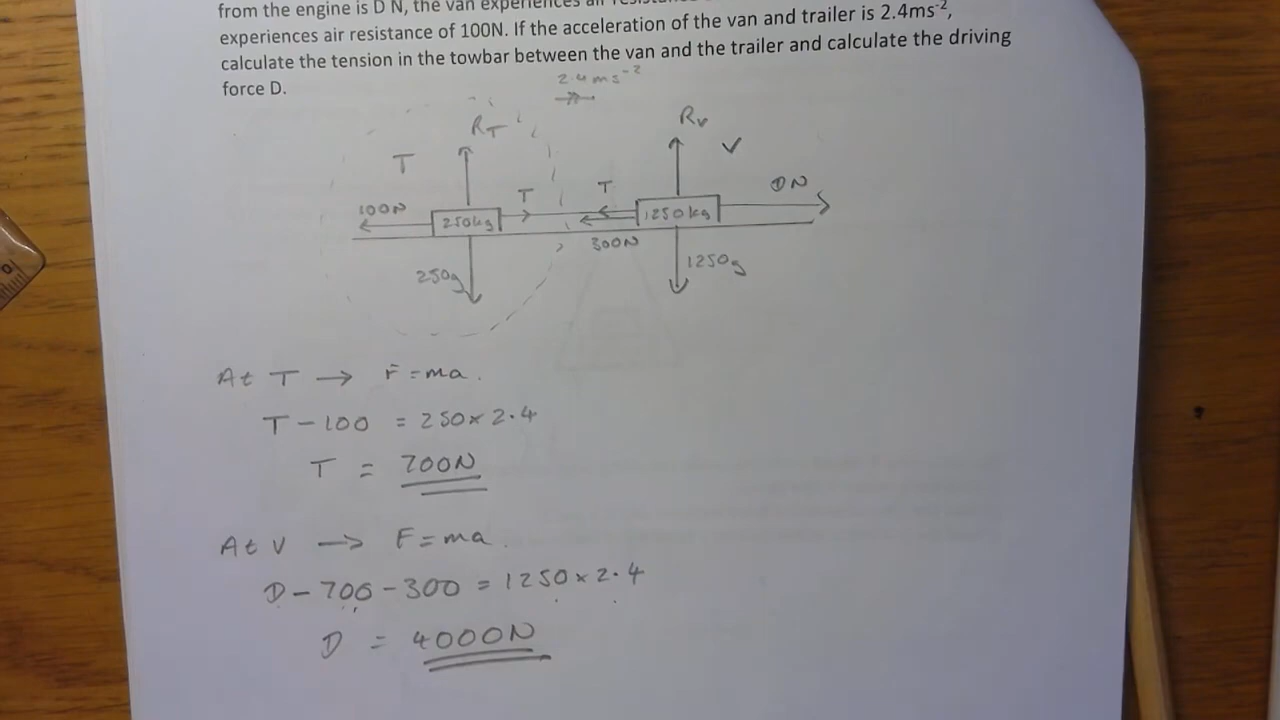 from the engine is D N, the van experiences air
experiences air resistance of 100N. If the acceleration of the van and trailer is 2.4ms⁻²,
calculate the tension in the towbar between the van and the trailer and calculate the driving
force D.
2.4ms⁻²
R_T R_V
T V
T T DN
100N 250kg 1250kg
300N
250g 1250g
At T → F=ma.
T - 100 = 250 × 2.4
T = 700N
At V → F=ma.
D - 700 - 300 = 1250 × 2.4
D = 4000N